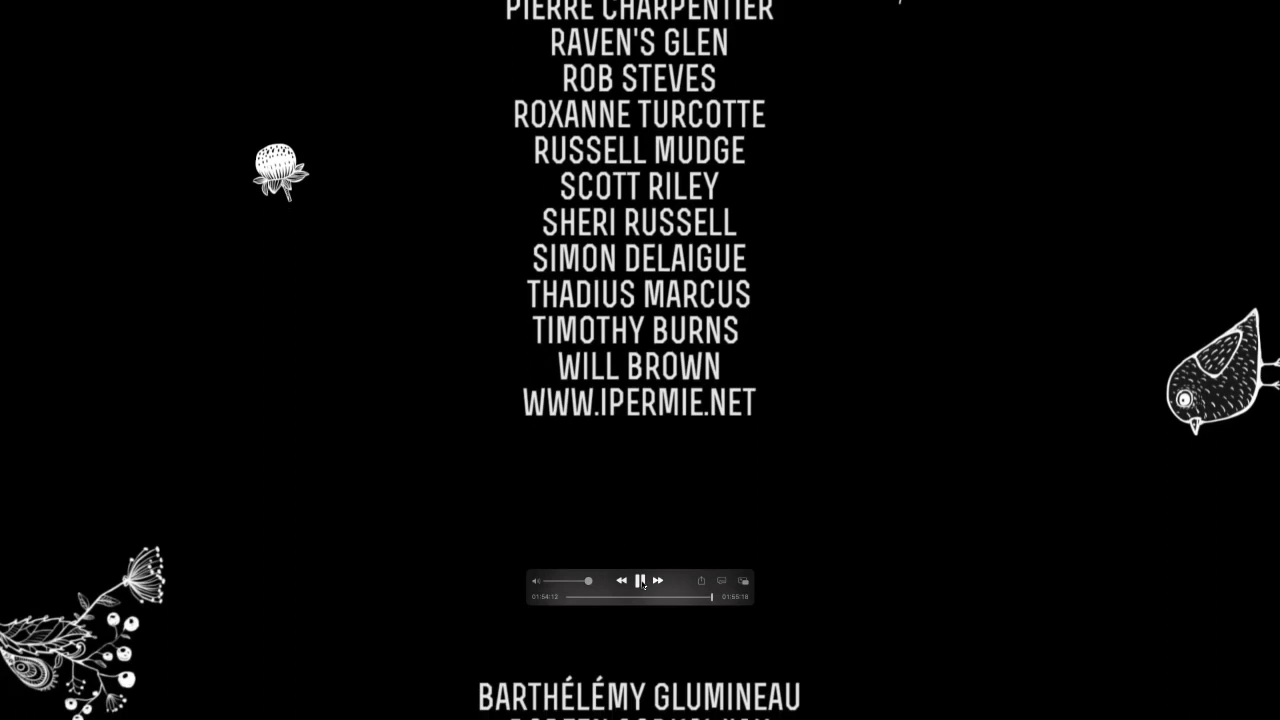 PIERRE CHARPENTIER
RAVEN'S GLEN
ROB STEVES
ROXANNE TURCOTTE
RUSSELL MUDGE
SCOTT RILEY
SHERI RUSSELL
SIMON DELAIGUE
THADIUS MARCUS
TIMOTHY BURNS
WILL BROWN
WWW.IPERMIE.NET
01:54:12 01:55:18
BARTHÉLÉMY GLUMINEAU